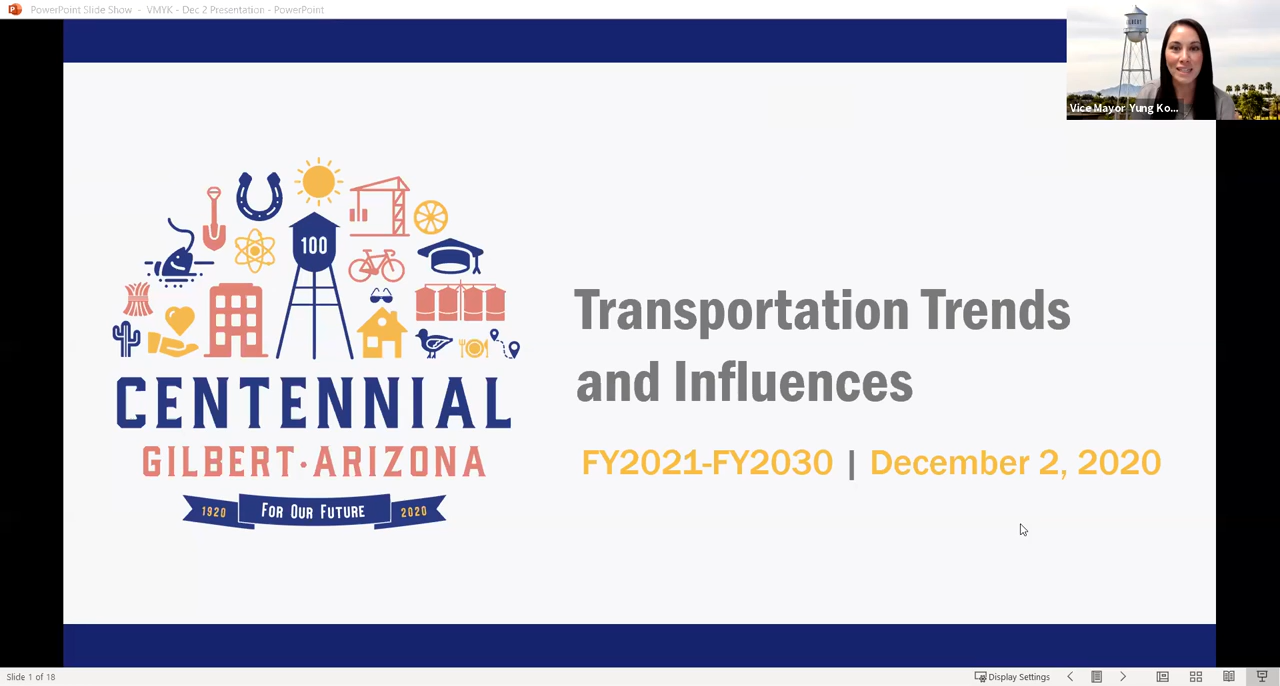 PowerPoint Slide Show - VMYK - Dec 2 Presentation - PowerPoint
GILBERT
Vice Mayor Yung Ko...
100
CENTENNIAL
GILBERT·ARIZONA
1920 FOR OUR FUTURE 2020
Transportation Trends
and Influences
FY2021-FY2030 | December 2, 2020
Slide 1 of 18
Display Settings